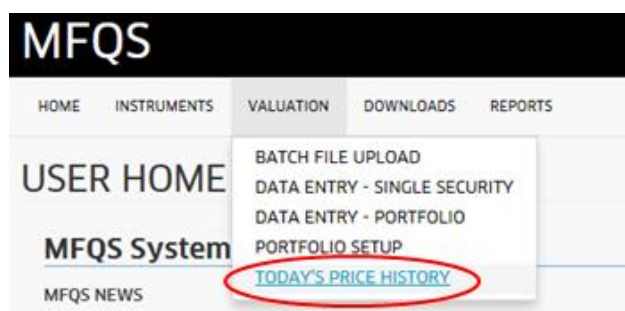 MFQS
HOME INSTRUMENTS VALUATION DOWNLOADS REPORTS
USER HOME
BATCH FILE UPLOAD
DATA ENTRY - SINGLE SECURITY
DATA ENTRY - PORTFOLIO
PORTFOLIO SETUP
TODAY'S PRICE HISTORY
MFQS System
MFQS NEWS